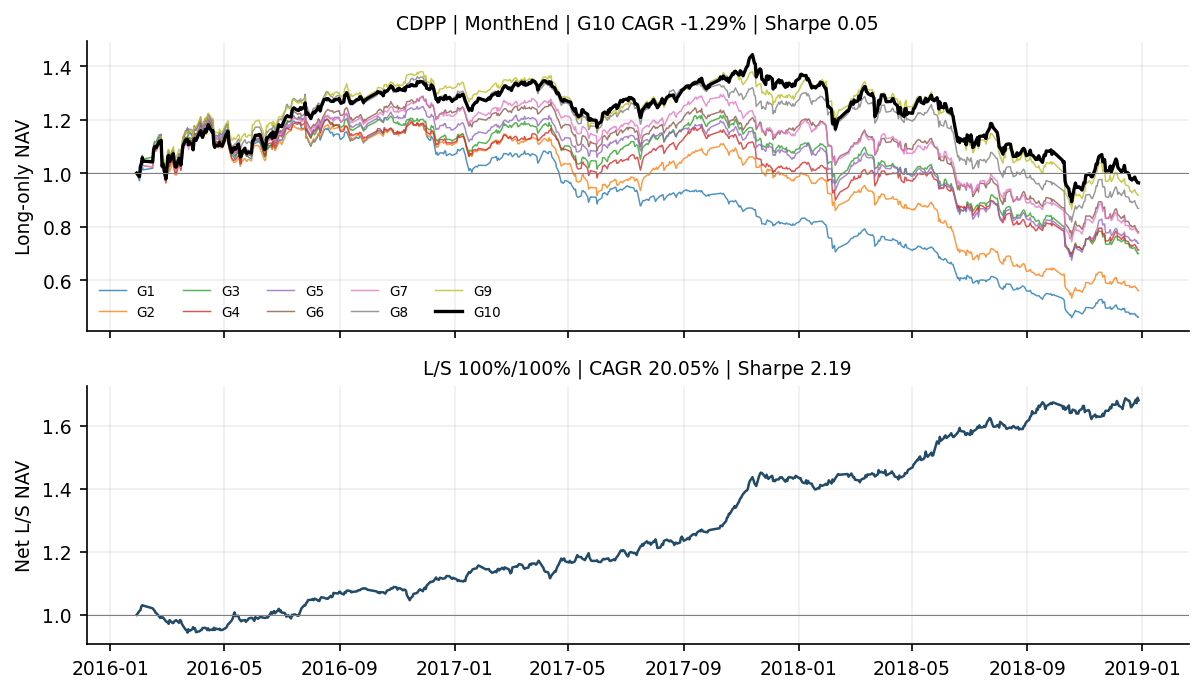 CDPP | MonthEnd | G10 CAGR -1.29% | Sharpe 0.05
Long-only NAV
1.4
1.2
1.0
0.8
0.6
G1 G3 G5 G7 G9
G2 G4 G6 G8 G10
L/S 100%/100% | CAGR 20.05% | Sharpe 2.19
Net L/S NAV
1.6
1.4
1.2
1.0
2016-01 2016-05 2016-09 2017-01 2017-05 2017-09 2018-01 2018-05 2018-09 2019-01